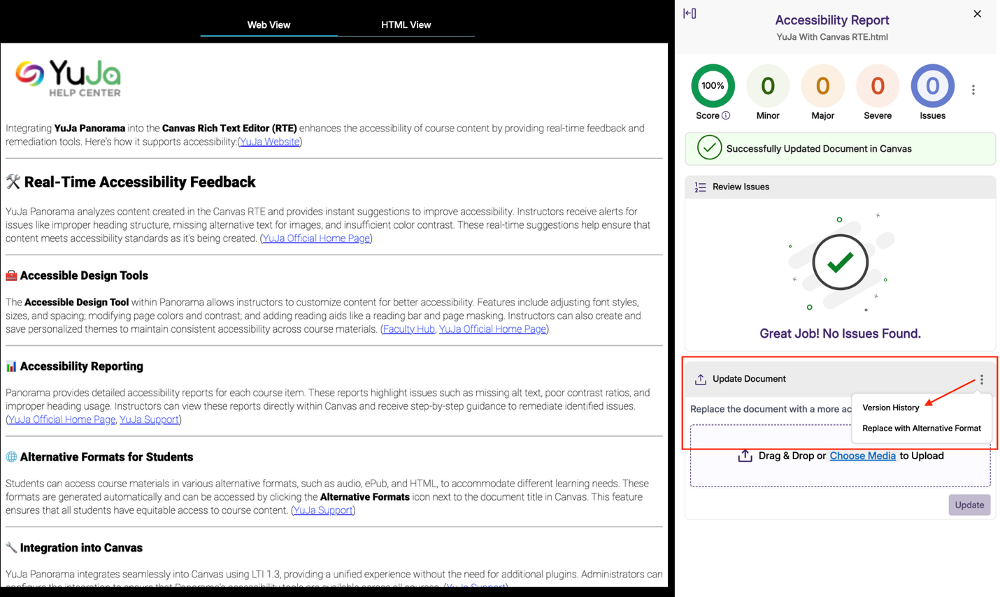 Web View
HTML View
YuJa
HELP CENTER
Integrating YuJa Panorama into the Canvas Rich Text Editor (RTE) enhances the accessibility of course content by providing real-time feedback and
remediation tools. Here's how it supports accessibility:(YuJa Website)
🛠️ Real-Time Accessibility Feedback
YuJa Panorama analyzes content created in the Canvas RTE and provides instant suggestions to improve accessibility. Instructors receive alerts for
issues like improper heading structure, missing alternative text for images, and insufficient color contrast. These real-time suggestions help ensure that
content meets accessibility standards as it's being created. (YuJa Official Home Page)
🧰 Accessible Design Tools
The Accessible Design Tool within Panorama allows instructors to customize content for better accessibility. Features include adjusting font styles,
sizes, and spacing; modifying page colors and contrast; and adding reading aids like a reading bar and page masking. Instructors can also create and
save personalized themes to maintain consistent accessibility across course materials. (Faculty Hub, YuJa Official Home Page)
📊 Accessibility Reporting
Panorama provides detailed accessibility reports for each course item. These reports highlight issues such as missing alt text, poor contrast ratios, and
improper heading usage. Instructors can view these reports directly within Canvas and receive step-by-step guidance to remediate identified issues.
(YuJa Official Home Page, YuJa Support)
🌐 Alternative Formats for Students
Students can access course materials in various alternative formats, such as audio, ePub, and HTML, to accommodate different learning needs. These
formats are generated automatically and can be accessed by clicking the Alternative Formats icon next to the document title in Canvas. This feature
ensures that all students have equitable access to course content. (YuJa Support)
🔧 Integration into Canvas
YuJa Panorama integrates seamlessly into Canvas using LTI 1.3, providing a unified experience without the need for additional plugins. Administrators can
configure the integration to ensure that Panorama's accessibility tools are available across all courses. (YuJa Support)
Accessibility Report
YuJa With Canvas RTE.html
100% 0 0 0 0
Score Minor Major Severe Issues
Successfully Updated Document in Canvas
Review Issues
Great Job! No Issues Found.
Update Document
Replace the document with a more ac
Version History
Replace with Alternative Format
Drag & Drop or Choose Media to Upload
Update